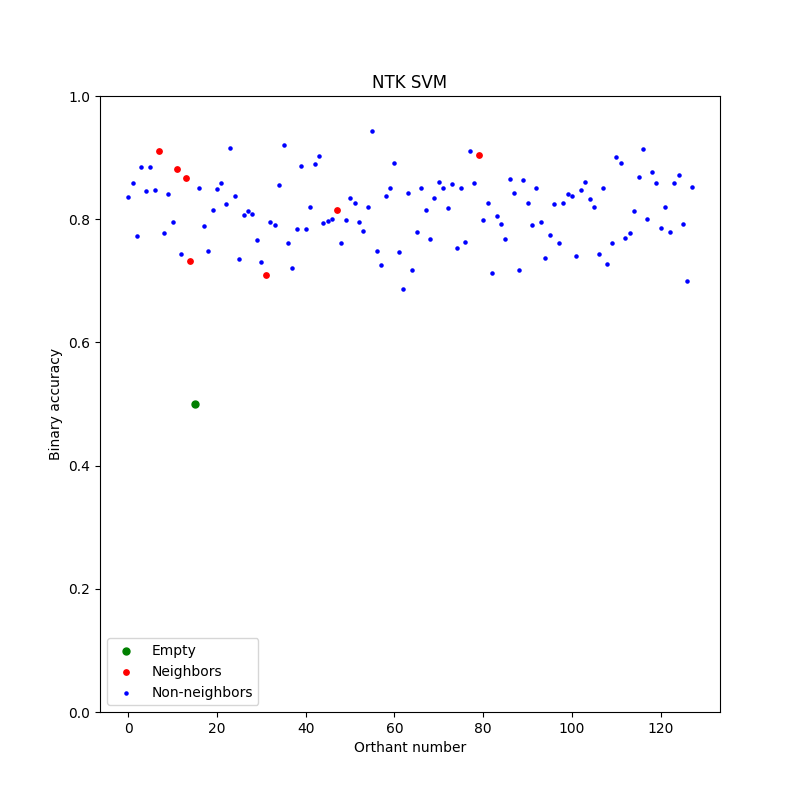 NTK SVM
1.0
0.8
0.6
0.4
0.2
0.0
Binary accuracy
Empty
Neighbors
Non-neighbors
0 20 40 60 80 100 120
Orthant number